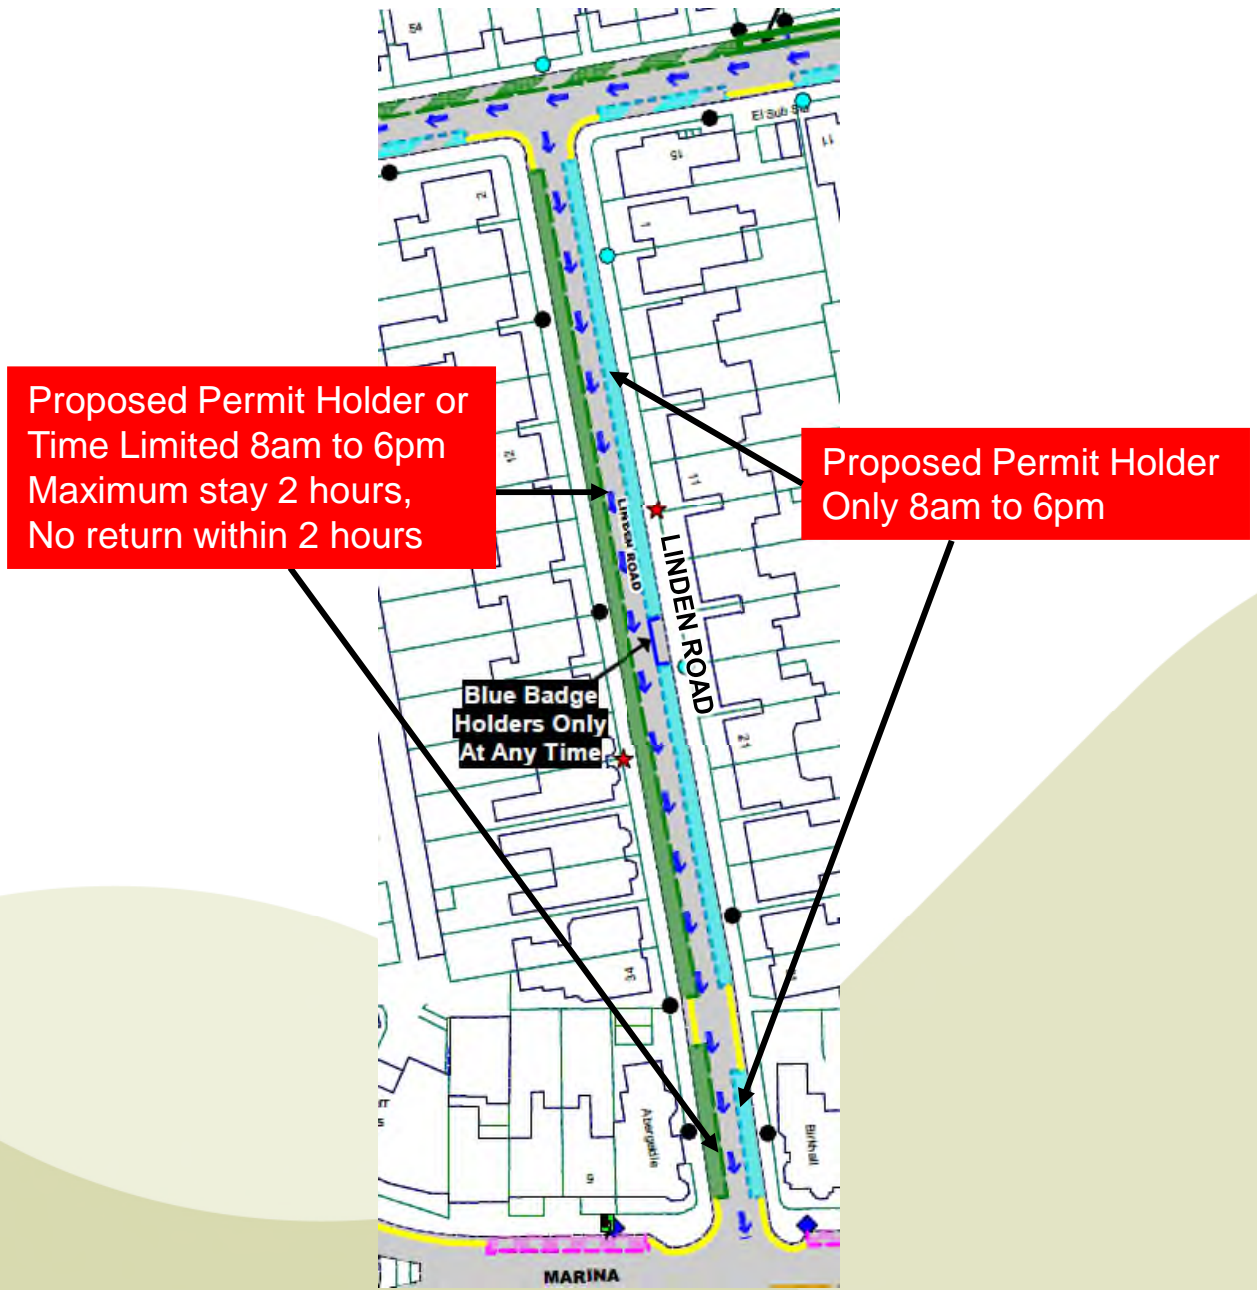 54
El Sub Sta
11
15
2
1
Proposed Permit Holder or
Time Limited 8am to 6pm
Maximum stay 2 hours,
No return within 2 hours
12
11
Proposed Permit Holder
Only 8am to 6pm
LINDEN ROAD
LINDEN ROAD
Blue Badge
Holders Only
At Any Time
21
34
Abergeldie
Birkhall
MARINA